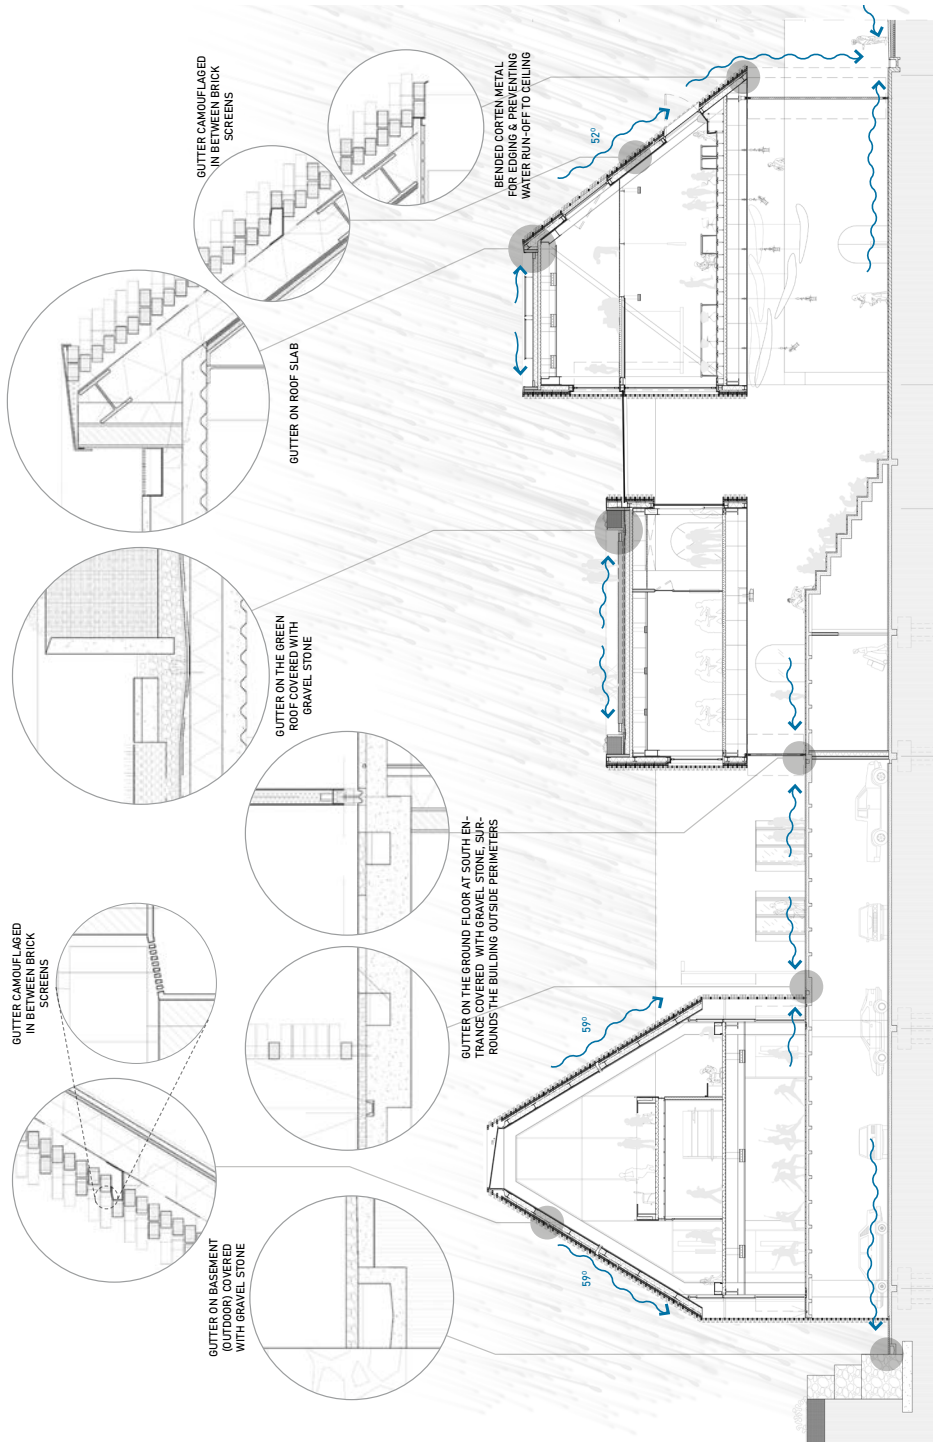 GUTTER CAMOUFLAGED
IN BETWEEN BRICK
SCREENS
GUTTER ON BASEMENT
(OUTDOOR) COVERED
WITH GRAVEL STONE
GUTTER ON THE GROUND FLOOR AT SOUTH EN-
TRANCE COVERED WITH GRAVEL STONE, SUR-
ROUNDS THE BUILDING OUTSIDE PERIMETERS
GUTTER ON THE GREEN
ROOF COVERED WITH
GRAVEL STONE
GUTTER ON ROOF SLAB
GUTTER CAMOUFLAGED
IN BETWEEN BRICK
SCREENS
BENDED CORTEN METAL
FOR EDGING & PREVENTING
WATER RUN-OFF TO CEILING
59⁰
59⁰
52⁰